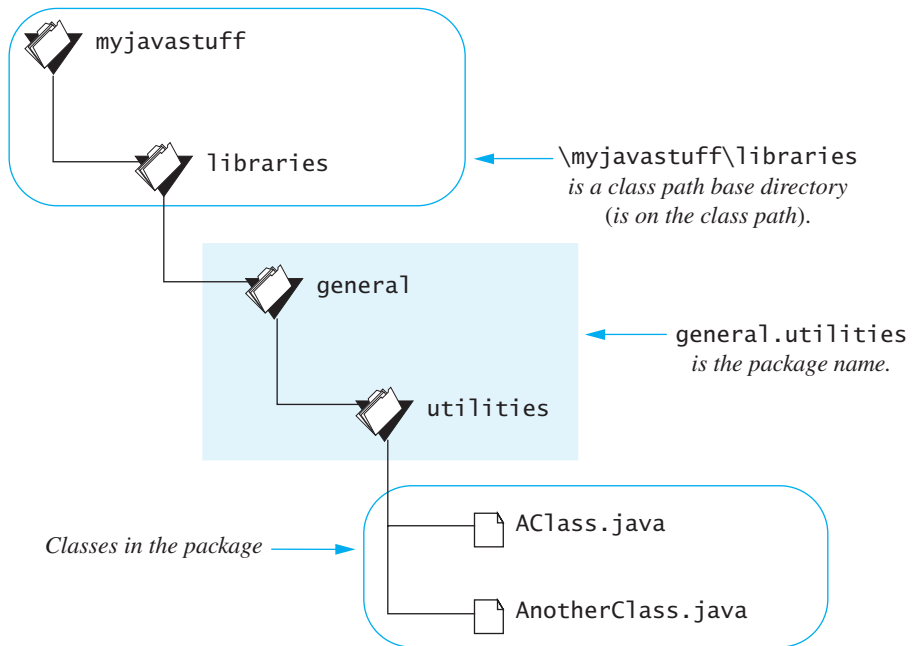 myjavastuff
libraries
\myjavastuff\libraries
is a class path base directory
(is on the class path).
general
general.utilities
is the package name.
utilities
AClass.java
Classes in the package
AnotherClass.java